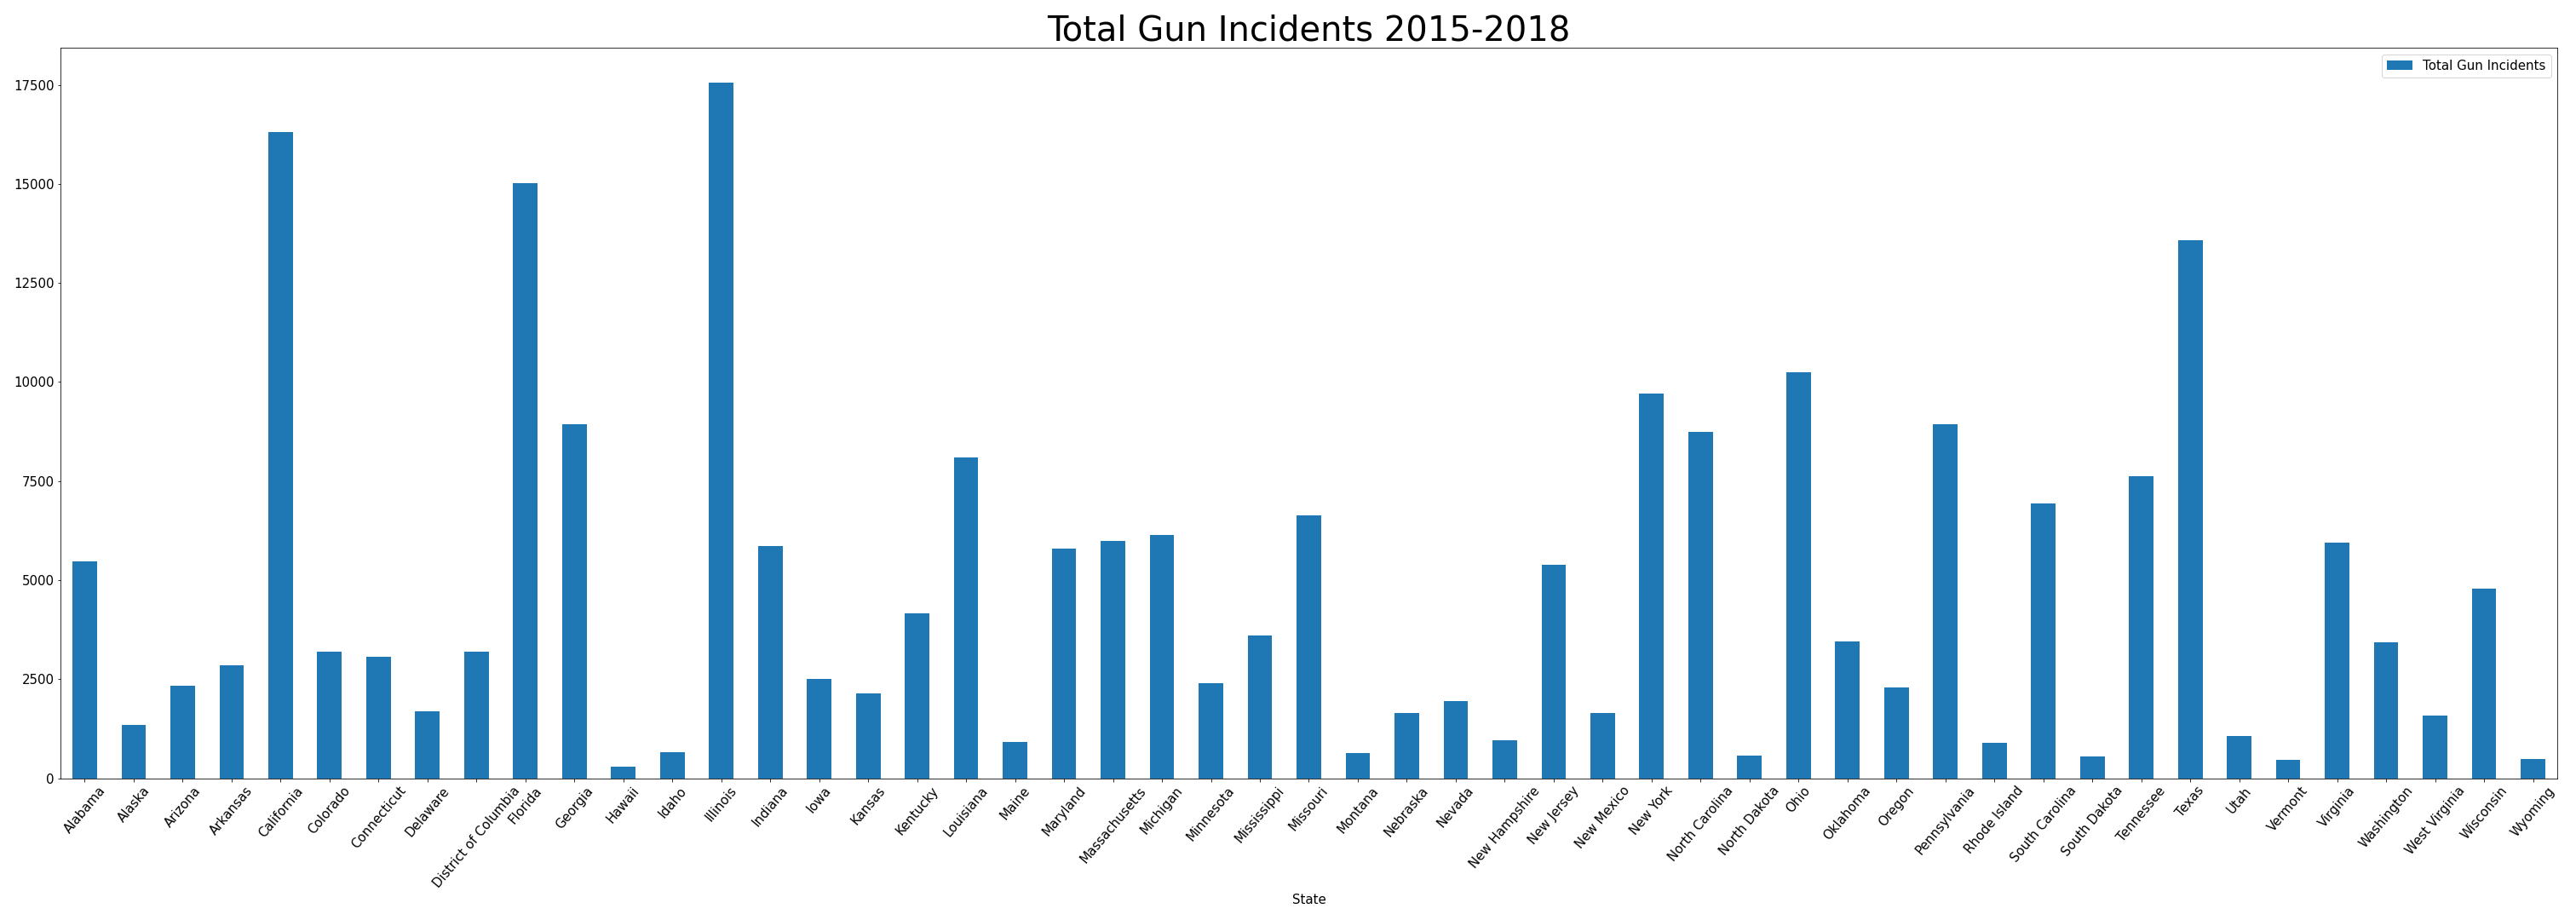 Total Gun Incidents 2015-2018
Total Gun Incidents
17500
15000
12500
10000
7500
5000
2500
0
Alabama
Alaska
Arizona
Arkansas
California
Colorado
Connecticut
Delaware
District of Columbia
Florida
Georgia
Hawaii
Idaho
Illinois
Indiana
Iowa
Kansas
Kentucky
Louisiana
Maine
Maryland
Massachusetts
Michigan
Minnesota
Mississippi
Missouri
Montana
Nebraska
Nevada
New Hampshire
New Jersey
New Mexico
New York
North Carolina
North Dakota
Ohio
Oklahoma
Oregon
Pennsylvania
Rhode Island
South Carolina
South Dakota
Tennessee
Texas
Utah
Vermont
Virginia
Washington
West Virginia
Wisconsin
Wyoming
State